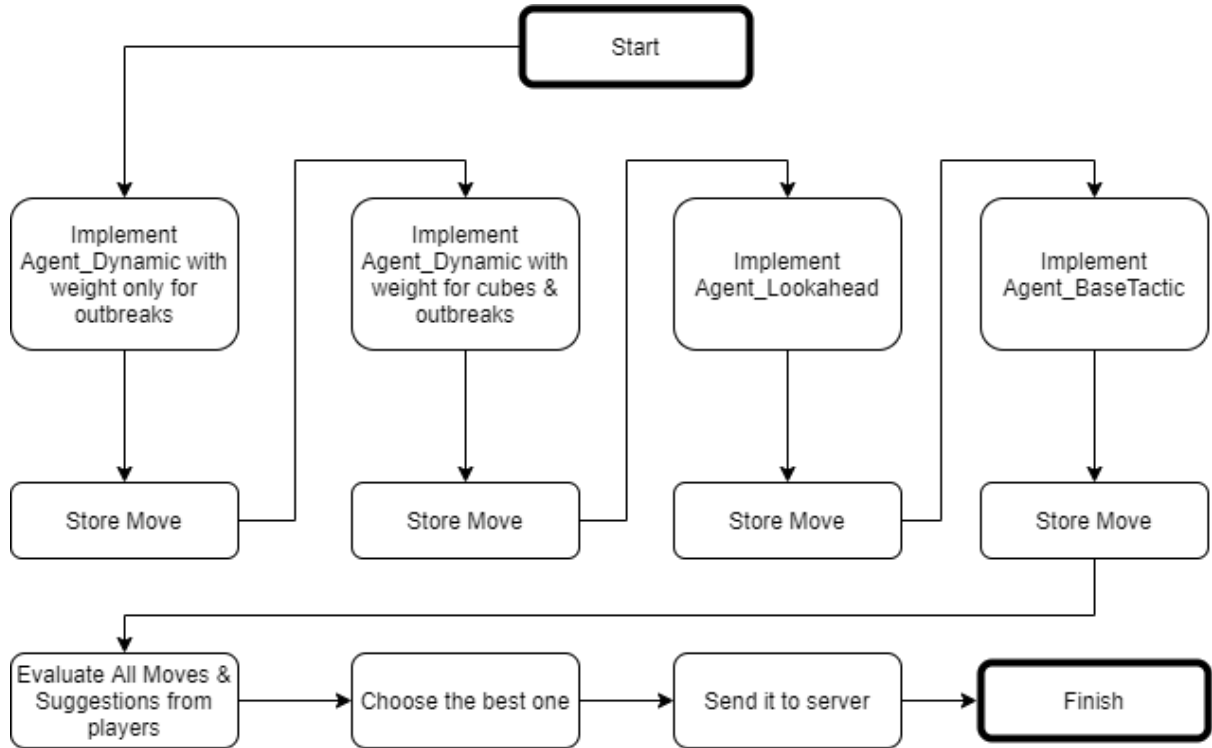 Start
Implement
Agent_Dynamic with
weight only for
outbreaks
Implement
Agent_Dynamic with
weight for cubes &
outbreaks
Implement
Agent_Lookahead
Implement
Agent_BaseTactic
Store Move
Store Move
Store Move
Store Move
Evaluate All Moves &
Suggestions from
players
Choose the best one
Send it to server
Finish